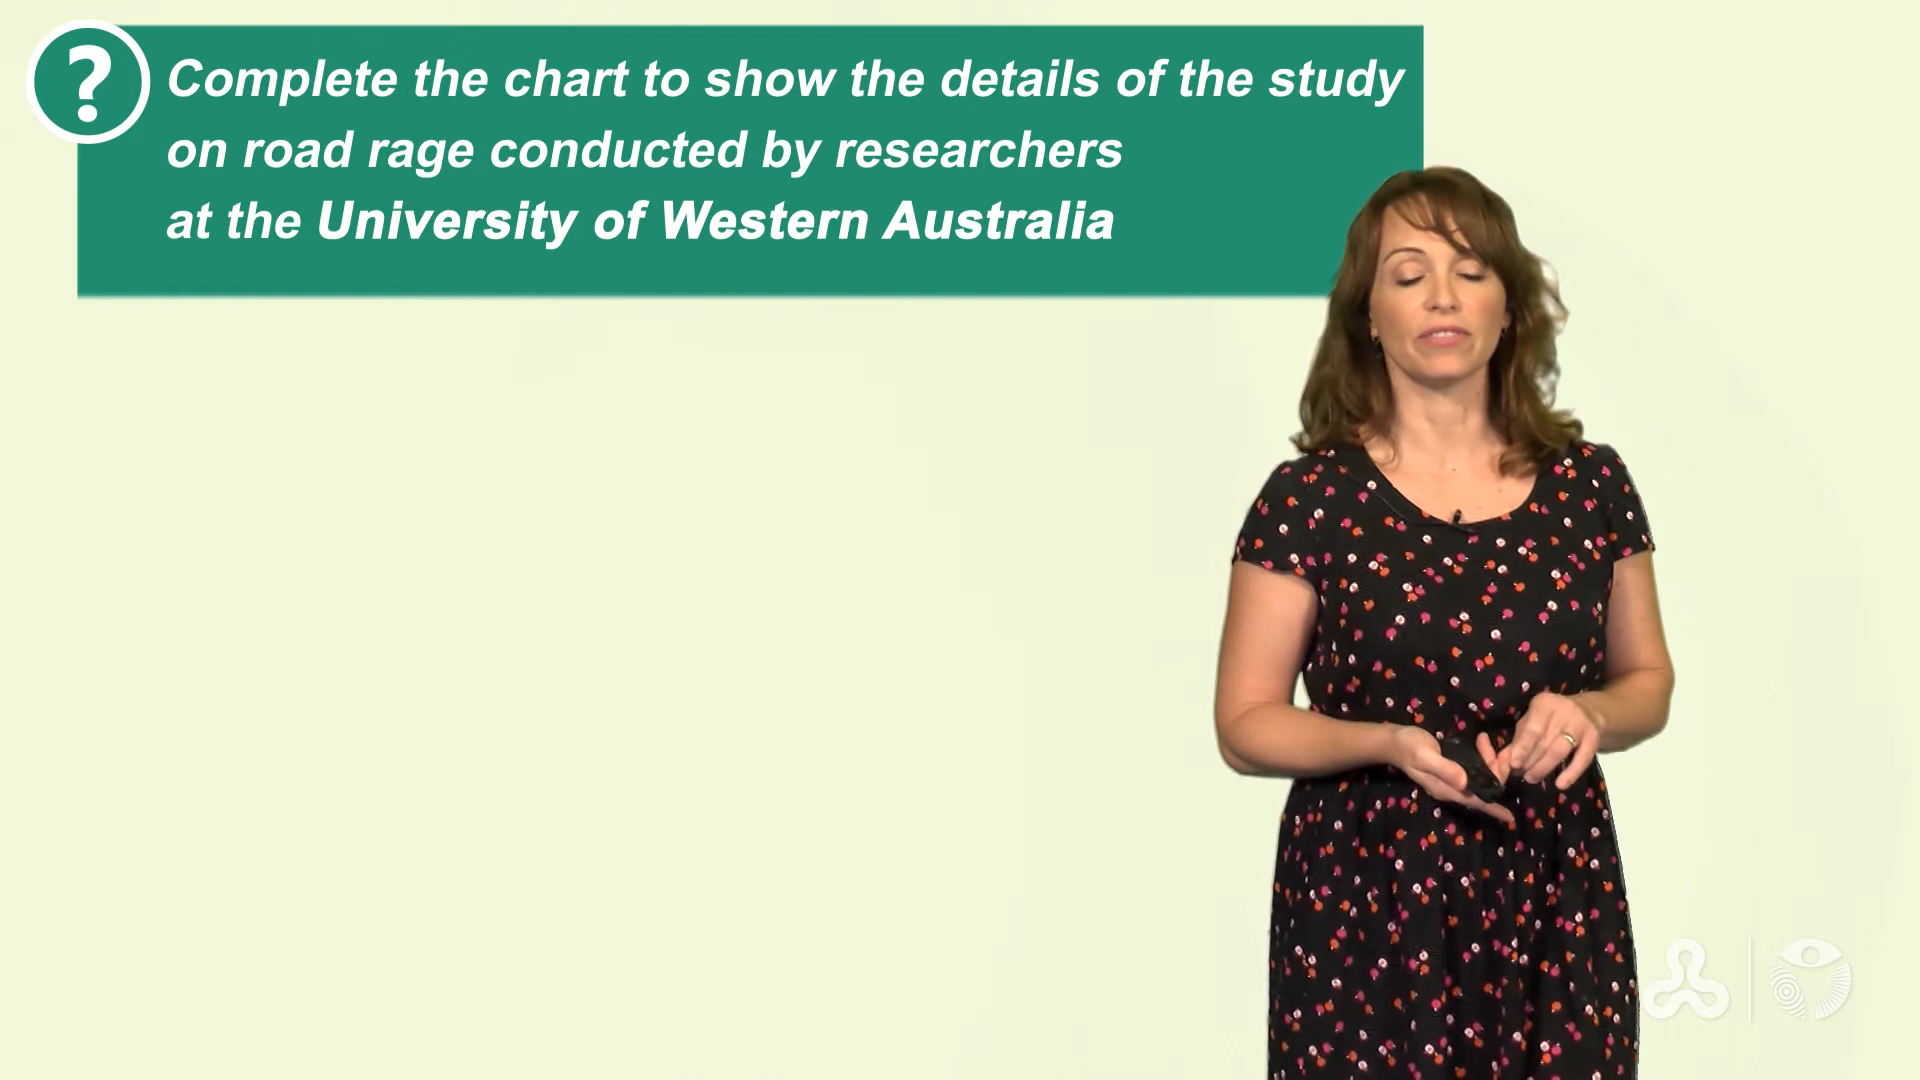 ?
Complete the chart to show the details of the study
on road rage conducted by researchers
at the University of Western Australia